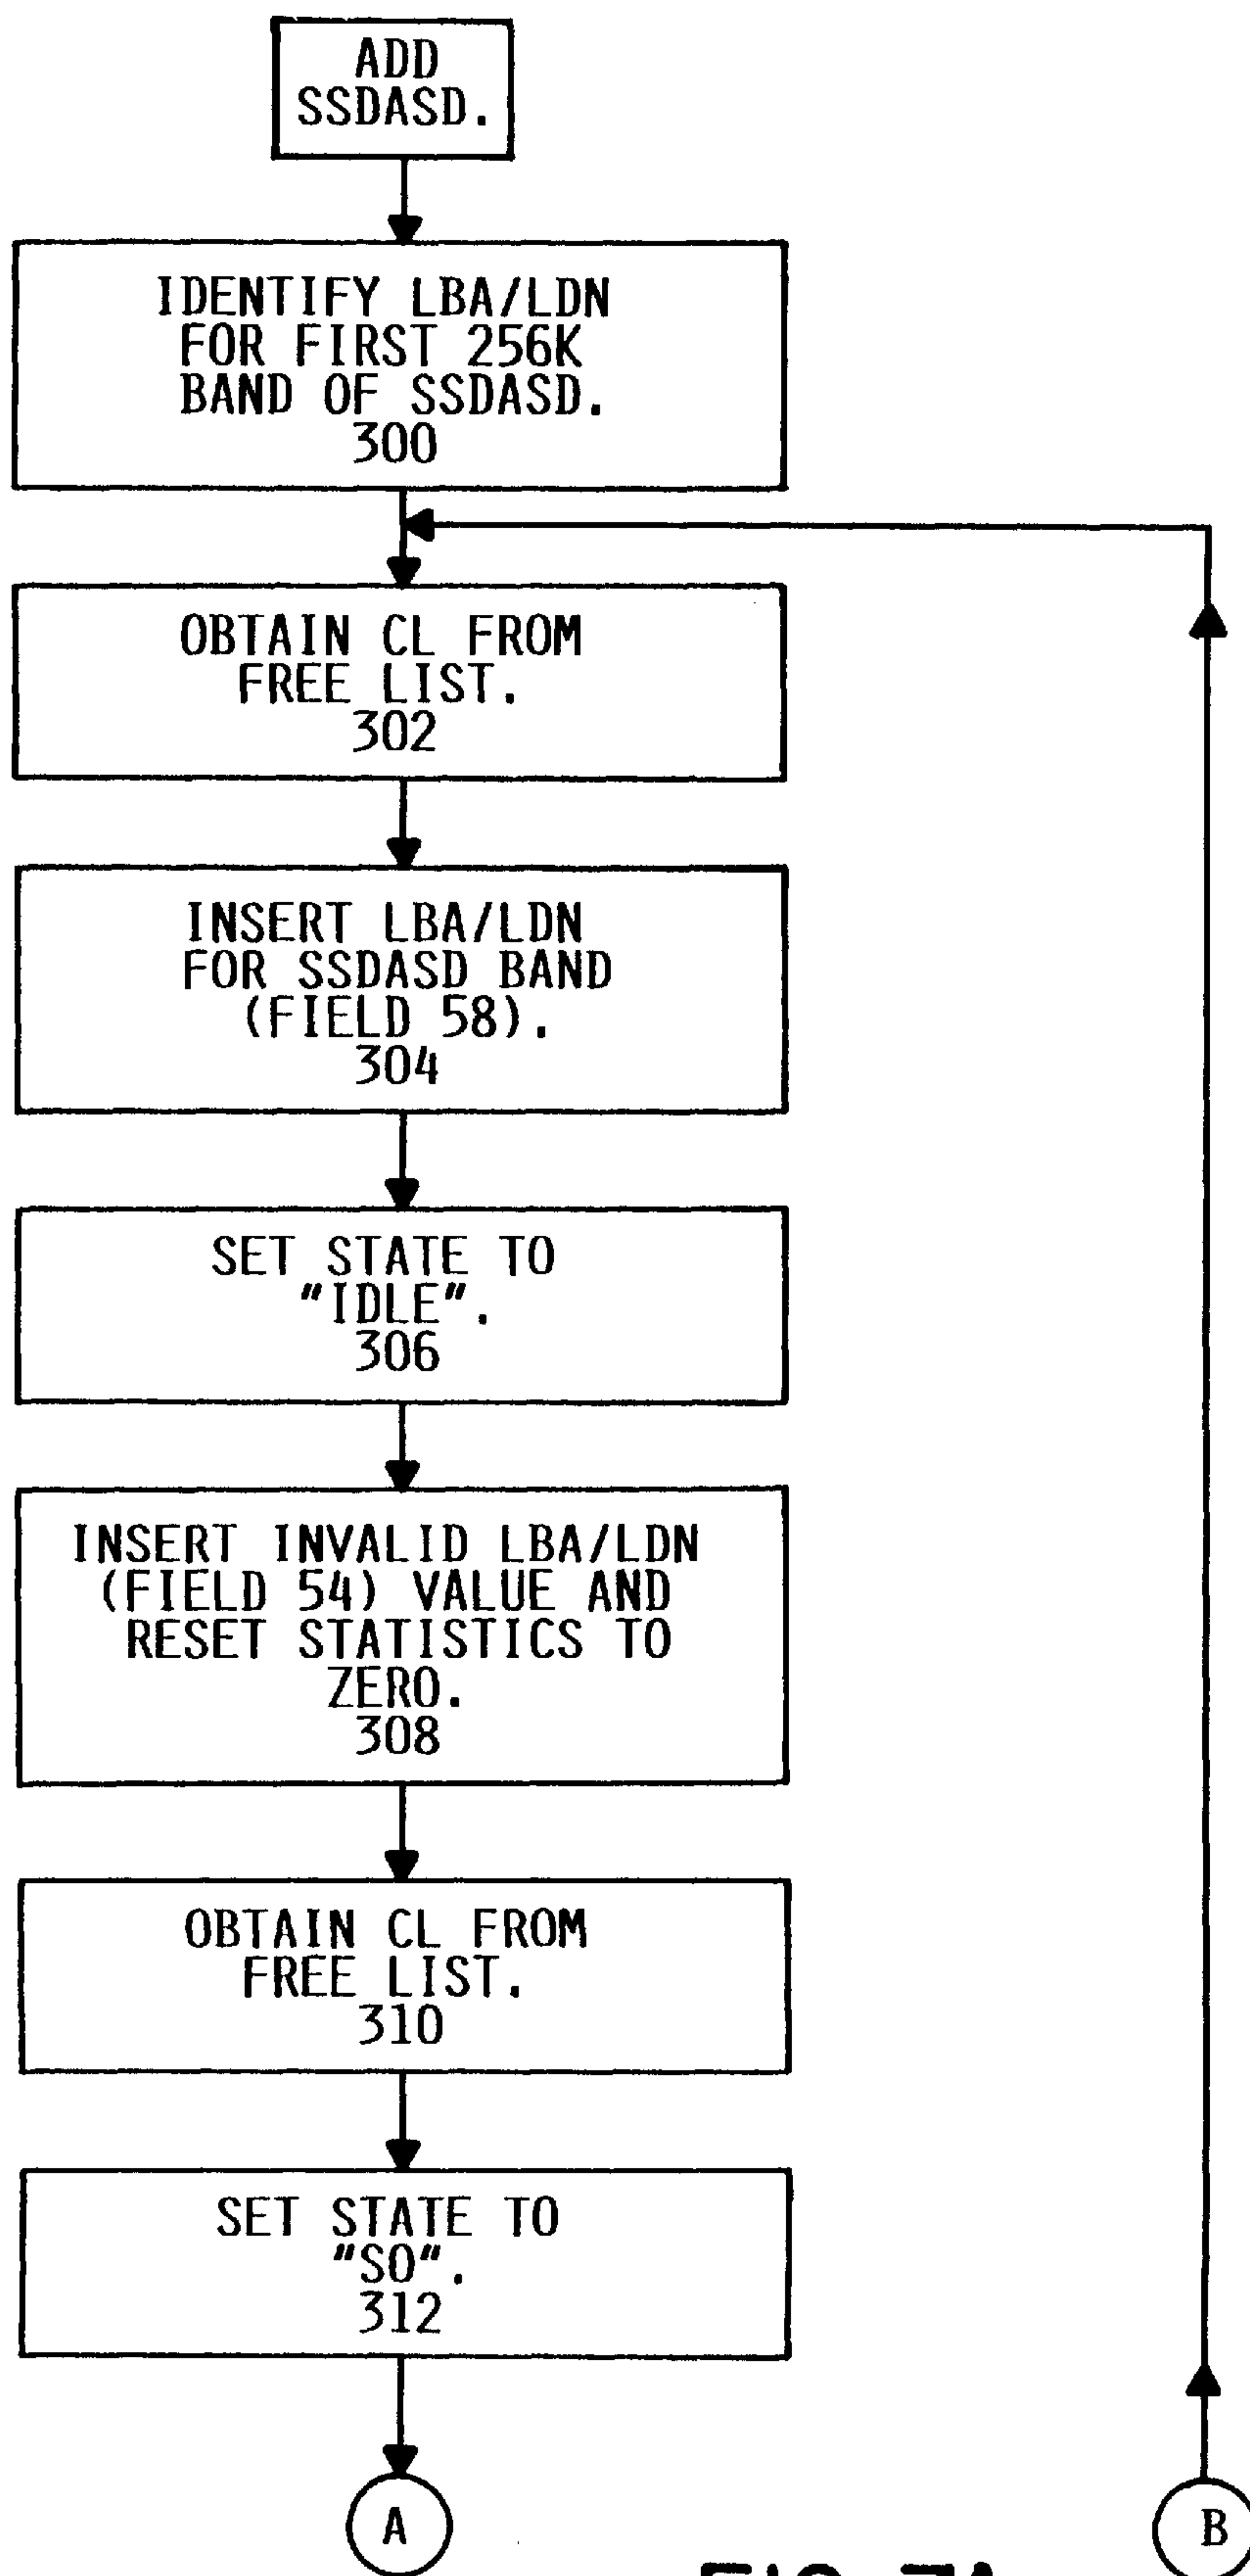 ADD
SSDASD.
IDENTIFY LBA/LDN
FOR FIRST 256K
BAND OF SSDASD.
300
OBTAIN CL FROM
FREE LIST.
302
INSERT LBA/LDN
FOR SSDASD BAND
(FIELD 58).
304
SET STATE TO
"IDLE".
306
INSERT INVALID LBA/LDN
(FIELD 54) VALUE AND
RESET STATISTICS TO
ZERO.
308
OBTAIN CL FROM
FREE LIST.
310
SET STATE TO
"SO".
312
A
B